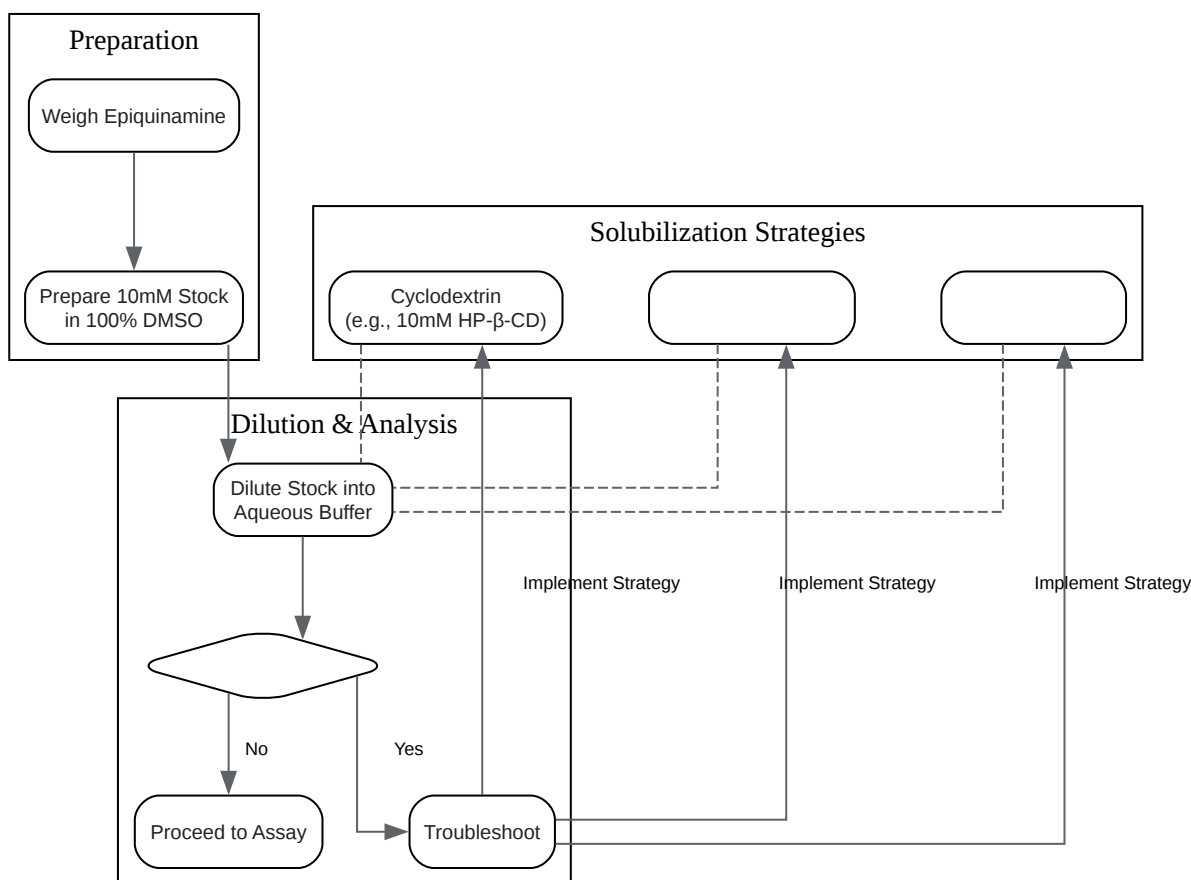 Preparation
Weigh Epiquinamine
Prepare 10mM Stock
in 100% DMSO
Solubilization Strategies
Cyclodextrin
(e.g., 10mM HP-β-CD)
Dilution & Analysis
Dilute Stock into
Aqueous Buffer
Implement Strategy
Implement Strategy
Implement Strategy
No
Yes
Proceed to Assay
Troubleshoot